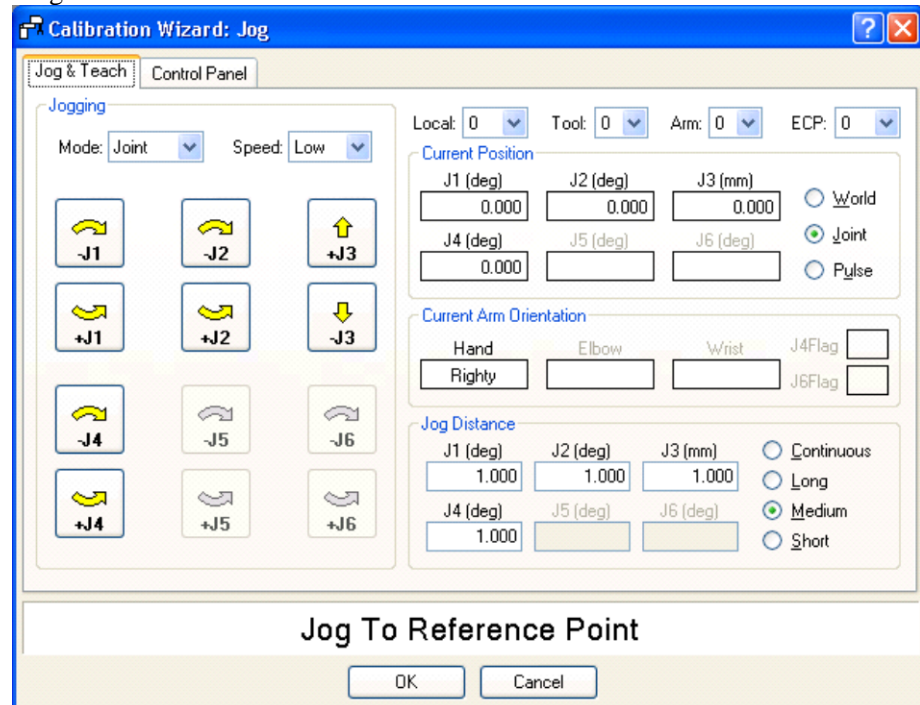 Calibration Wizard: Jog
Jog & Teach Control Panel
Jogging
Mode: Joint Speed: Low
-J1 -J2 +J3
+J1 +J2 -J3
-J4 -J5 -J6
+J4 +J5 +J6
Local: 0 Tool: 0 Arm: 0 ECP: 0
Current Position
J1 (deg) J2 (deg) J3 (mm)
0.000 0.000 0.000
J4 (deg) J5 (deg) J6 (deg)
0.000
World
Joint
Pulse
Current Arm Orientation
Hand Elbow Wrist J4Flag
Righty J6Flag
Jog Distance
J1 (deg) J2 (deg) J3 (mm)
1.000 1.000 1.000
J4 (deg) J5 (deg) J6 (deg)
1.000
Continuous
Long
Medium
Short
Jog To Reference Point
OK Cancel